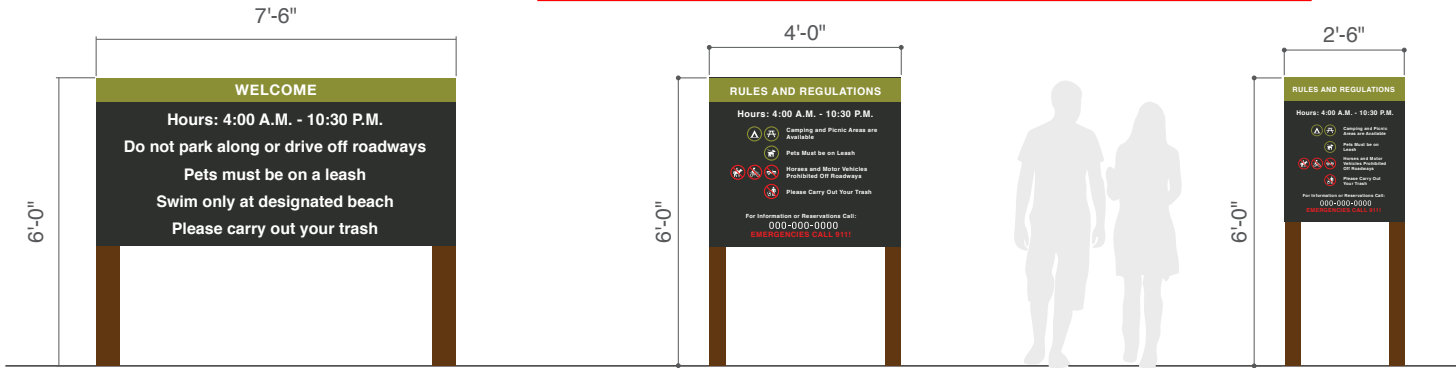 7'-6"
6'-0"
WELCOME
Hours: 4:00 A.M. - 10:30 P.M.
Do not park along or drive off roadways
Pets must be on a leash
Swim only at designated beach
Please carry out your trash
4'-0"
6'-0"
RULES AND REGULATIONS
Hours: 4:00 A.M. - 10:30 P.M.
Camping and Picnic Areas are
Available
Pets Must be on Leash
Horses and Motor Vehicles
Prohibited Off Roadways
Please Carry Out Your Trash
For Information or Reservations Call:
000-000-0000
EMERGENCIES CALL 911!
2'-6"
6'-0"
RULES AND REGULATIONS
Hours: 4:00 A.M. - 10:30 P.M.
Camping and Picnic
Areas are Available
Pets Must be on
Leash
Horses and Motor
Vehicles Prohibited
Off Roadways
Please Carry Out
Your Trash
For Information or Reservations Call:
000-000-0000
EMERGENCIES CALL 911!